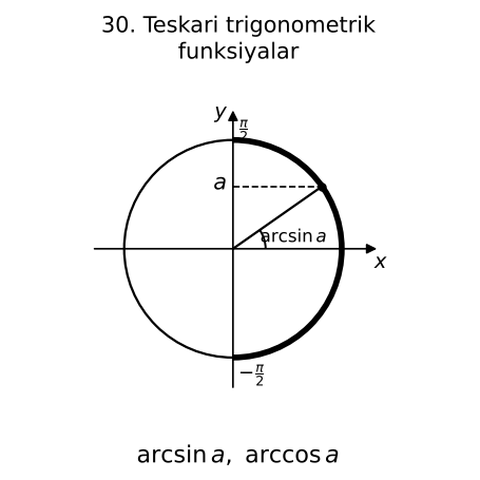 30. Teskari trigonometrik
funksiyalar
y
π/2
a
arcsin a
x
−π/2
arcsin a, arccos a